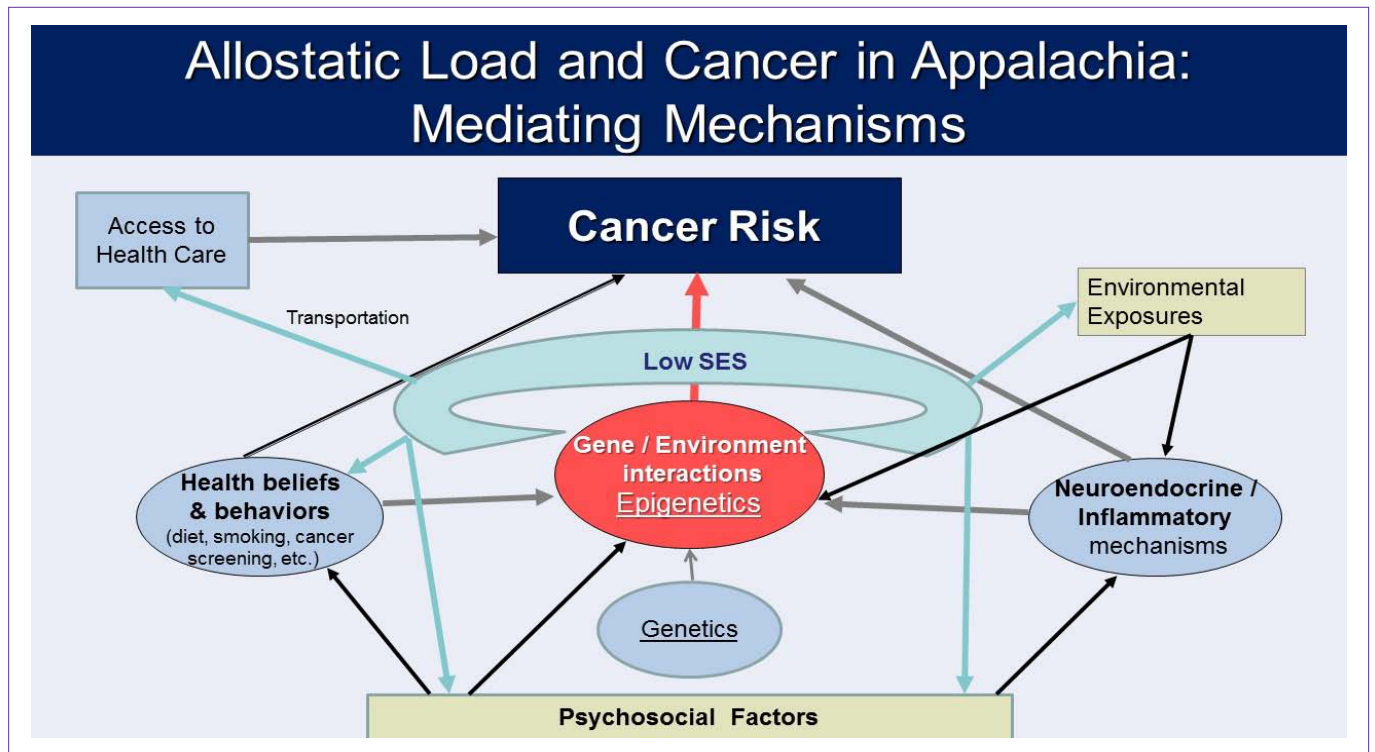 Allostatic Load and Cancer in Appalachia:
Mediating Mechanisms
Access to
Health Care
Cancer Risk
Environmental
Exposures
Transportation
Low SES
Gene / Environment
interactions
Epigenetics
Health beliefs
& behaviors
(diet, smoking, cancer
screening, etc.)
Neuroendocrine /
Inflammatory
mechanisms
Genetics
Psychosocial Factors